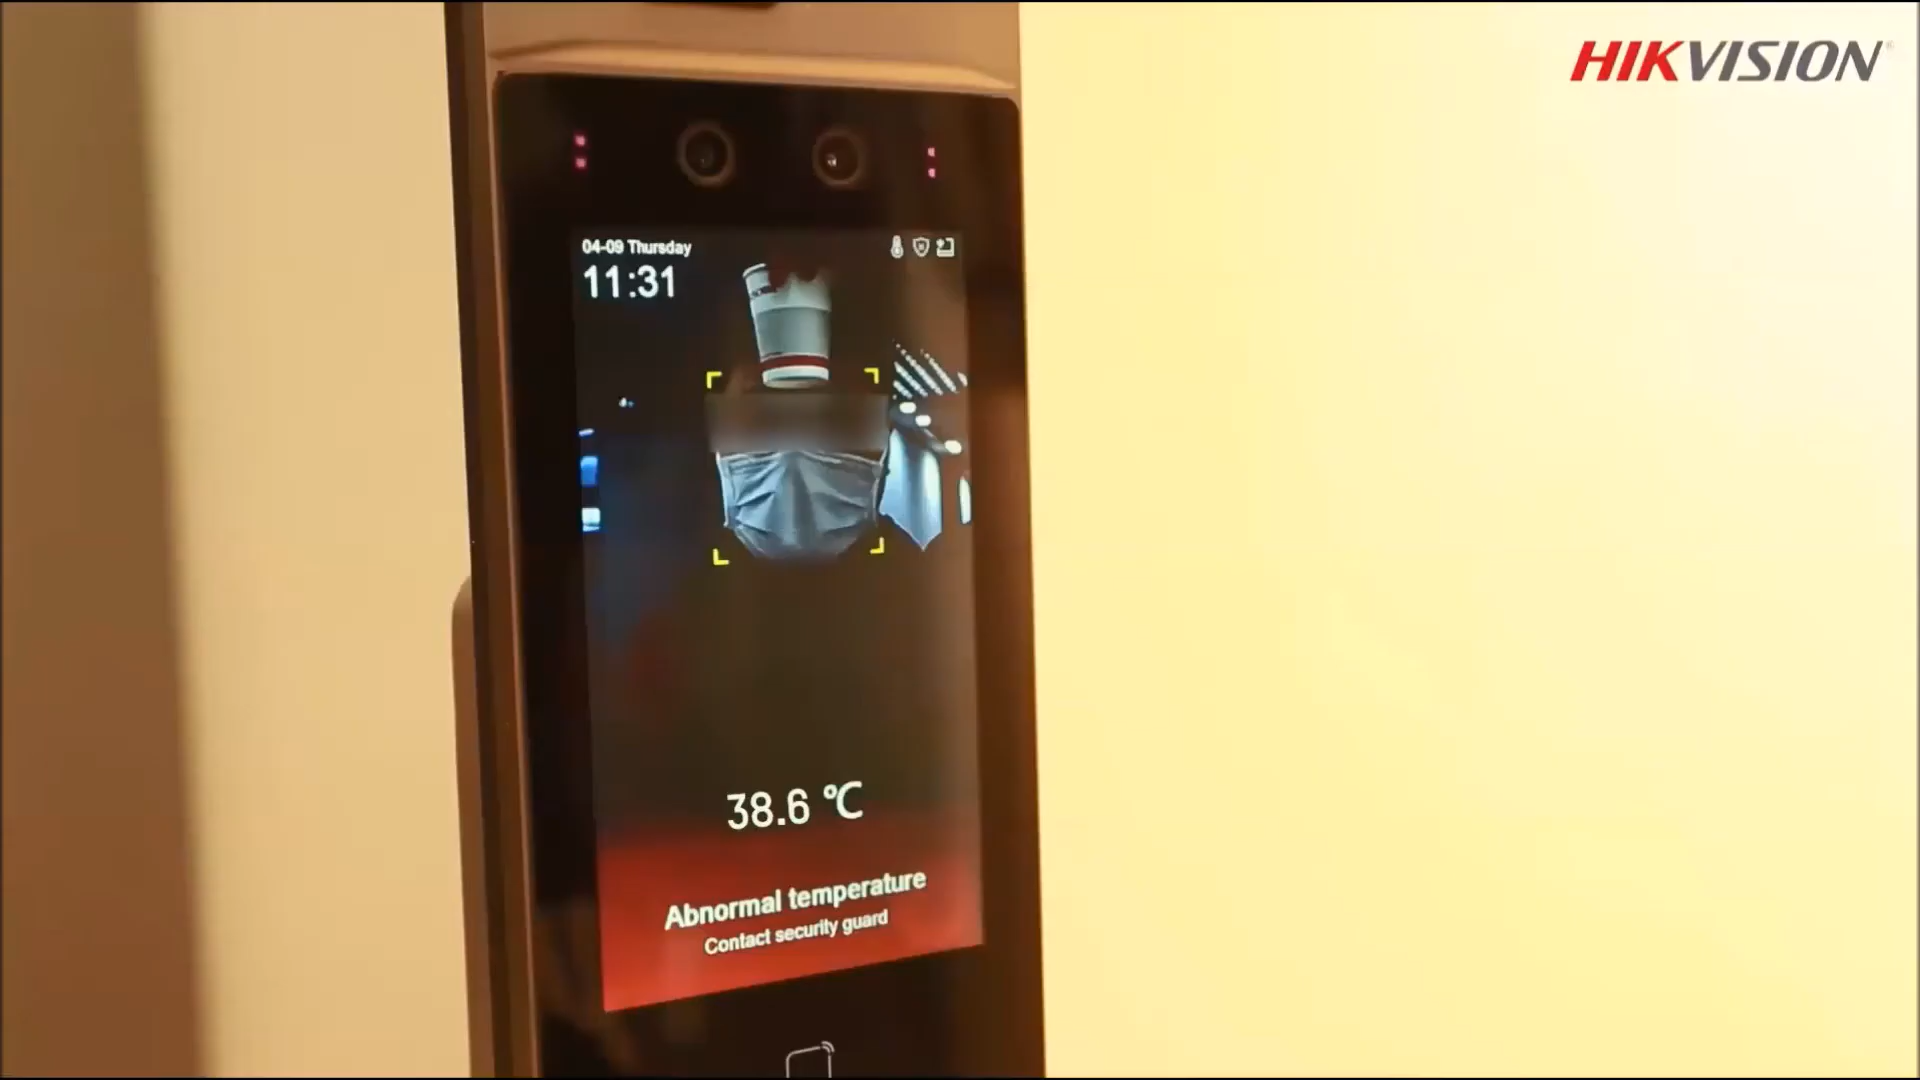 HIKVISION
04-09 Thursday
11:31
38.6 ℃
Abnormal temperature
Contact security guard